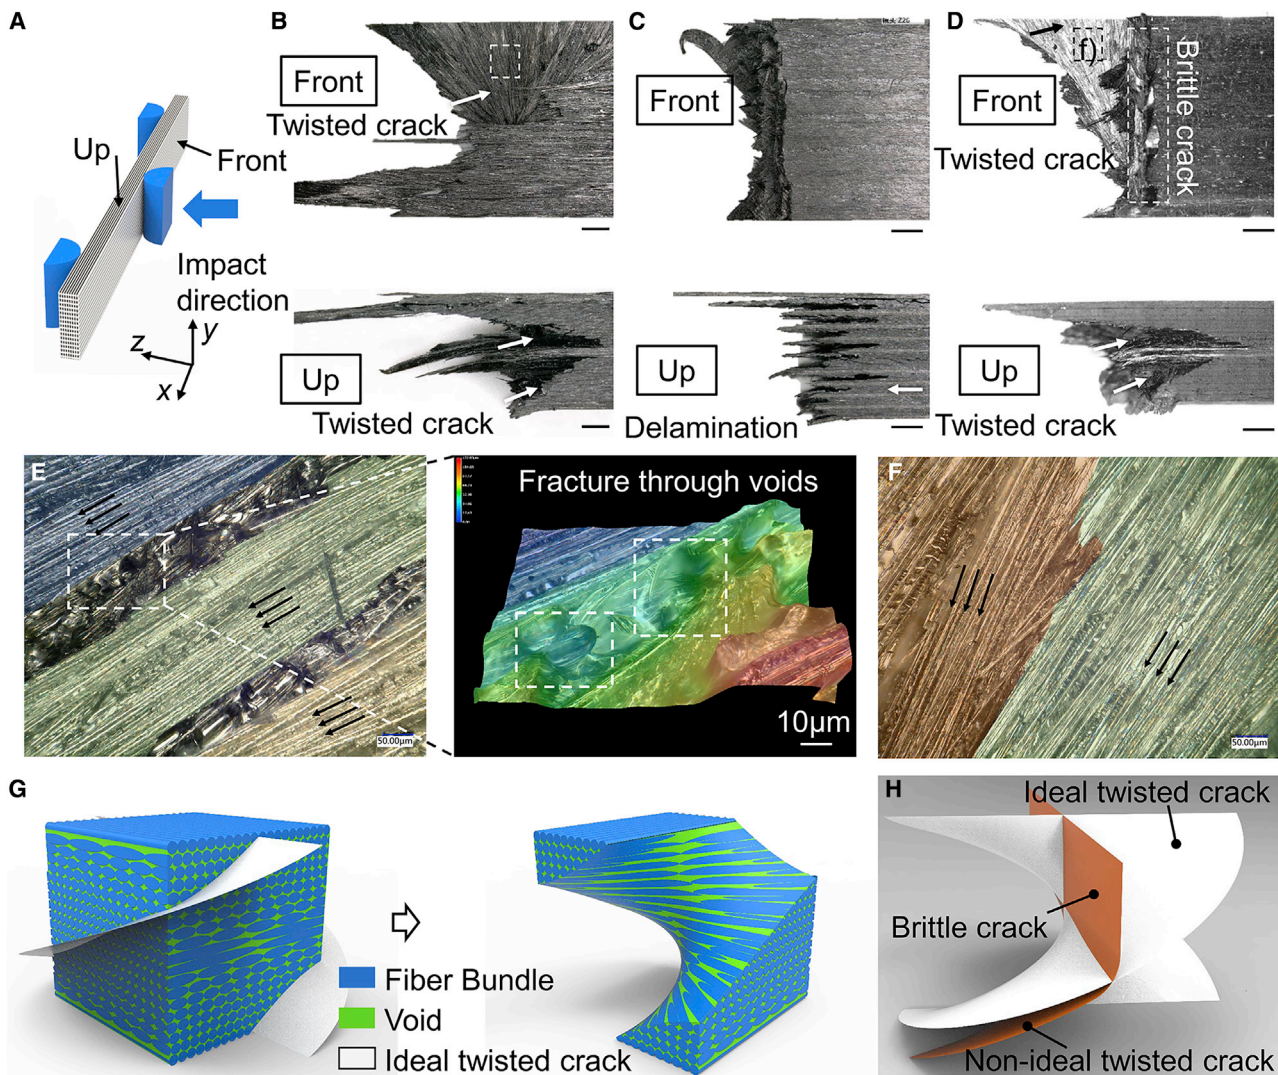 A
Up
Front
Impact
direction
y
z
x
B
Front
Twisted crack
Up
Twisted crack
C
Front
Up
Delamination
D
f)
Front
Twisted crack
Brittle crack
Up
Twisted crack
E
50.00μm
Fracture through voids
10μm
F
50.00μm
G
Fiber Bundle
Void
Ideal twisted crack
H
Ideal twisted crack
Brittle crack
Non-ideal twisted crack